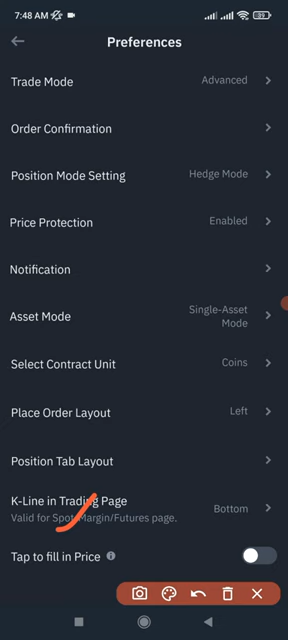 7:48 AM
Preferences
Trade Mode
Advanced
Order Confirmation
Position Mode Setting
Hedge Mode
Price Protection
Enabled
Notification
Asset Mode
Single-Asset
Mode
Select Contract Unit
Coins
Place Order Layout
Left
Position Tab Layout
K-Line in Trading Page
Valid for Spot/Margin/Futures page.
Bottom
Tap to fill in Price